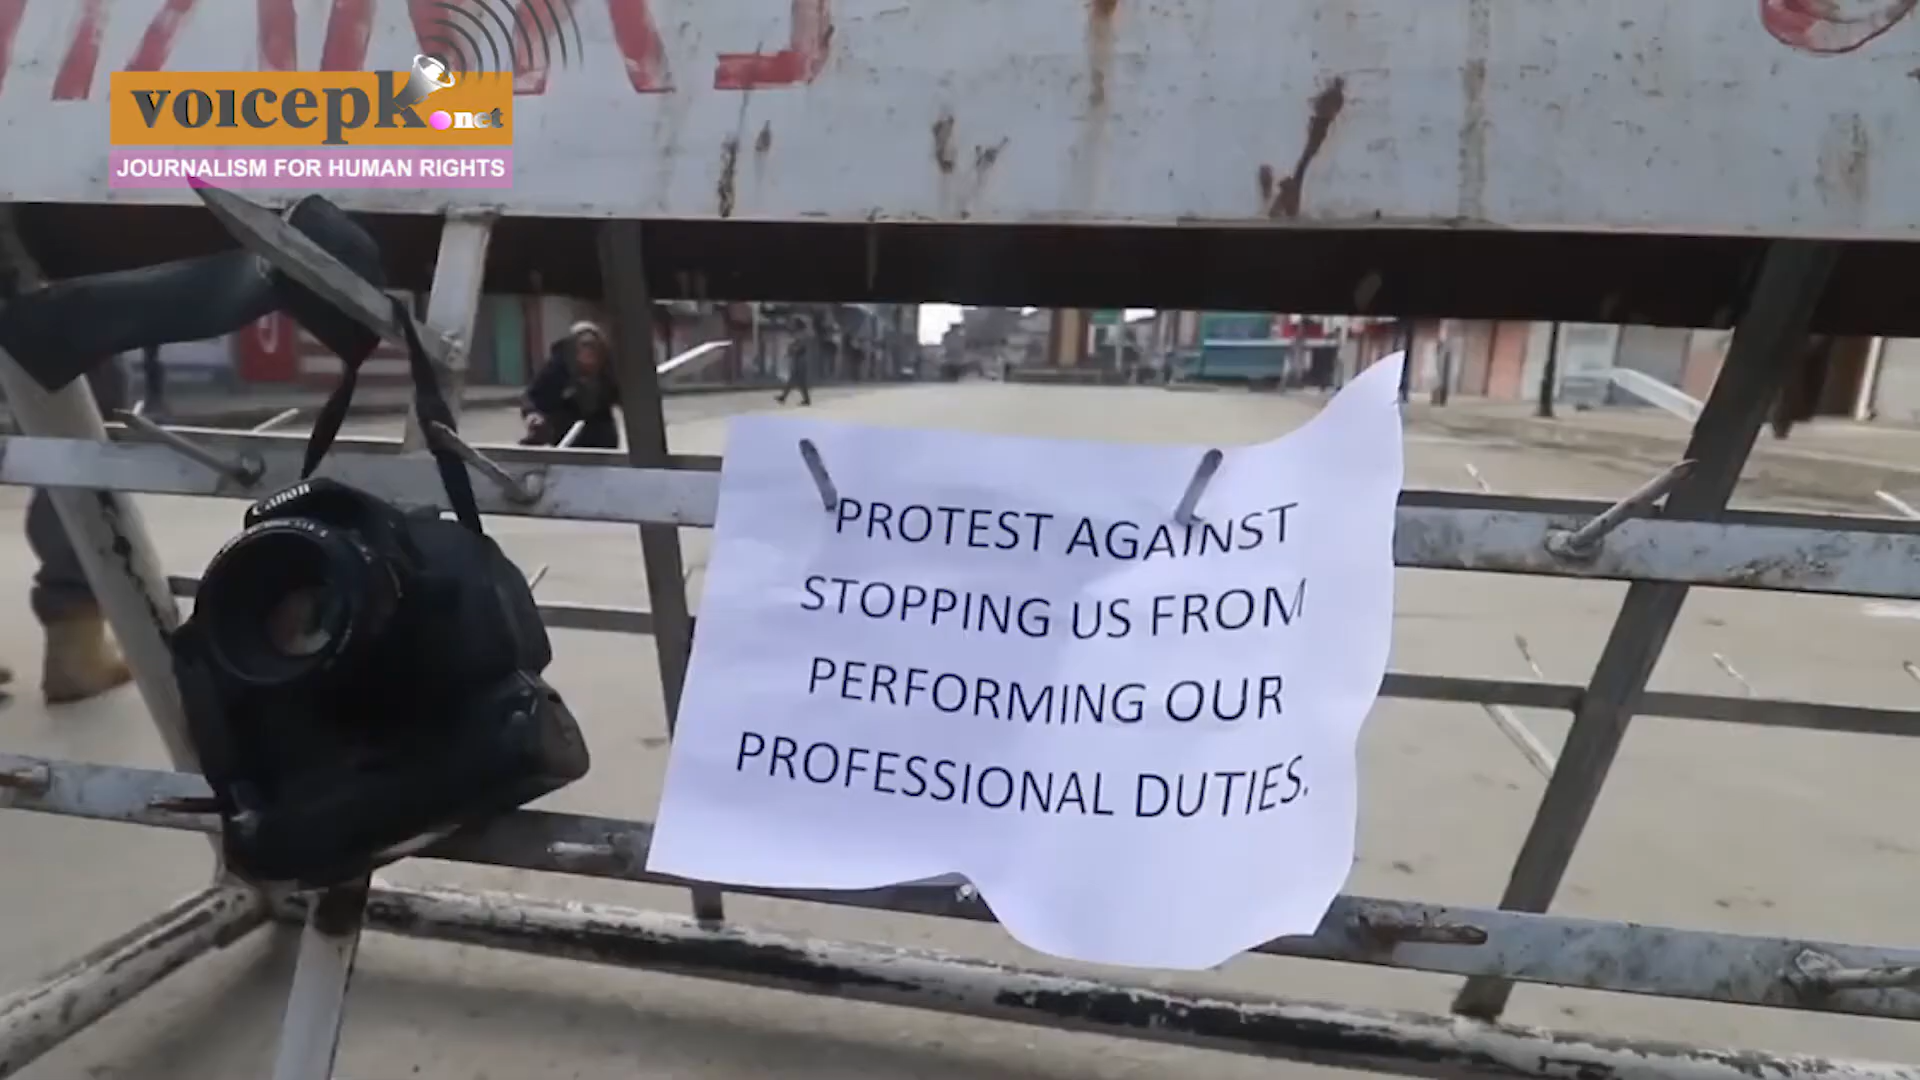 voicepk.net
JOURNALISM FOR HUMAN RIGHTS
Canon
PROTEST AGAINST
STOPPING US FROM
PERFORMING OUR
PROFESSIONAL DUTIES.